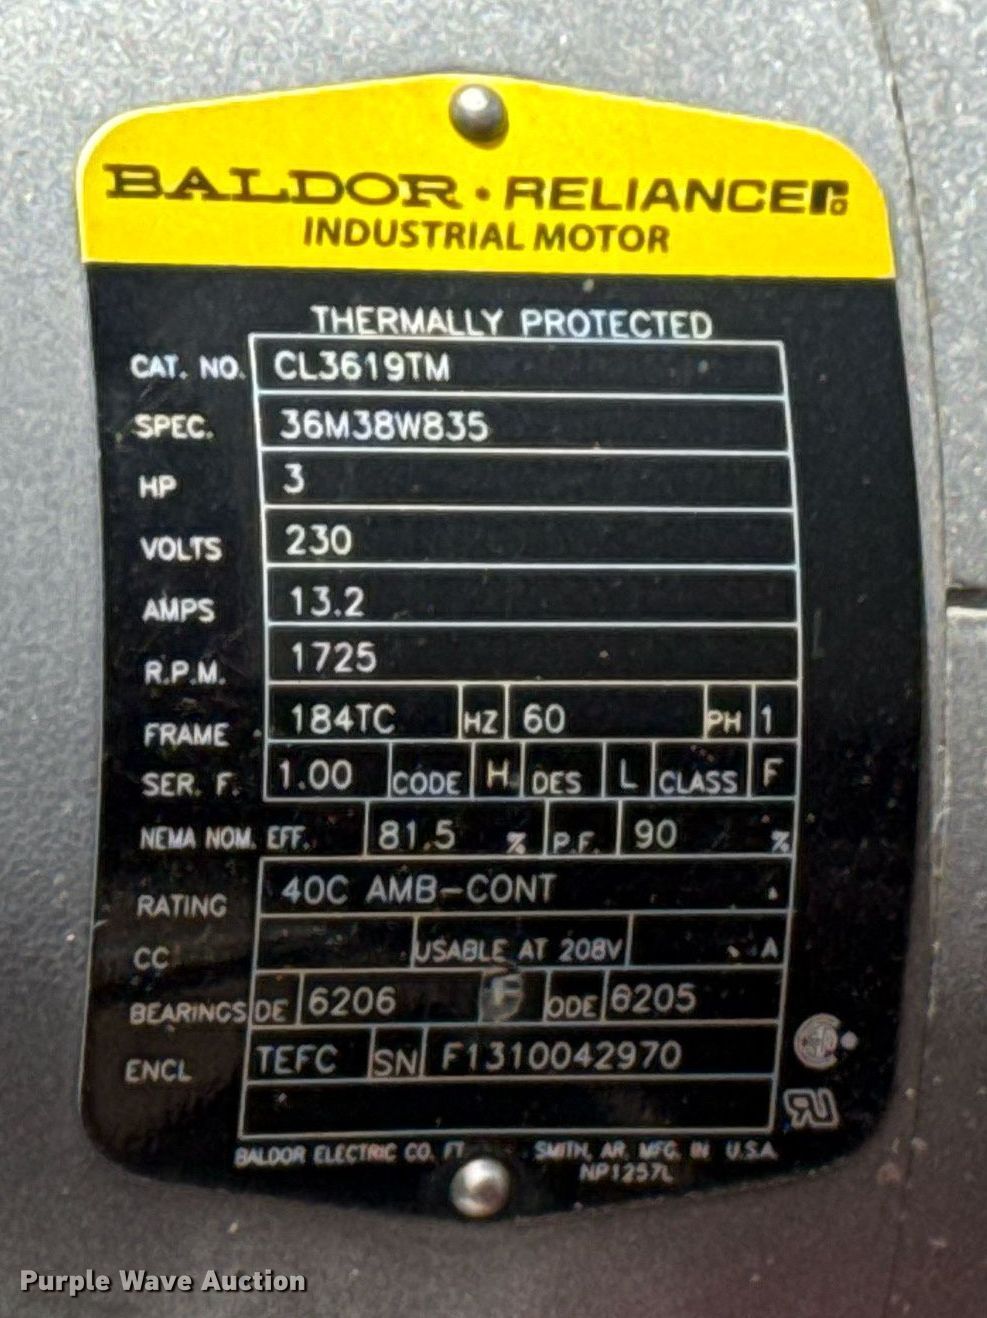 BALDOR • RELIANCE
INDUSTRIAL MOTOR
THERMALLY PROTECTED
CAT. NO. CL3619TM
SPEC. 36M38W835
HP 3
VOLTS 230
AMPS 13.2
R.P.M. 1725
FRAME 184TC HZ 60 PH 1
SER. F. 1.00 CODE H DES L CLASS F
NEMA NOM. EFF. 81.5 % P.F. 90 %
RATING 40C AMB-CONT
CC USABLE AT 208V A
BEARINGS DE 6206 ODE 6205
ENCL TEFC SN F1310042970
BALDOR ELECTRIC CO. FT SMITH, AR. MFG. IN U.S.A.
NP1257L
Purple Wave Auction